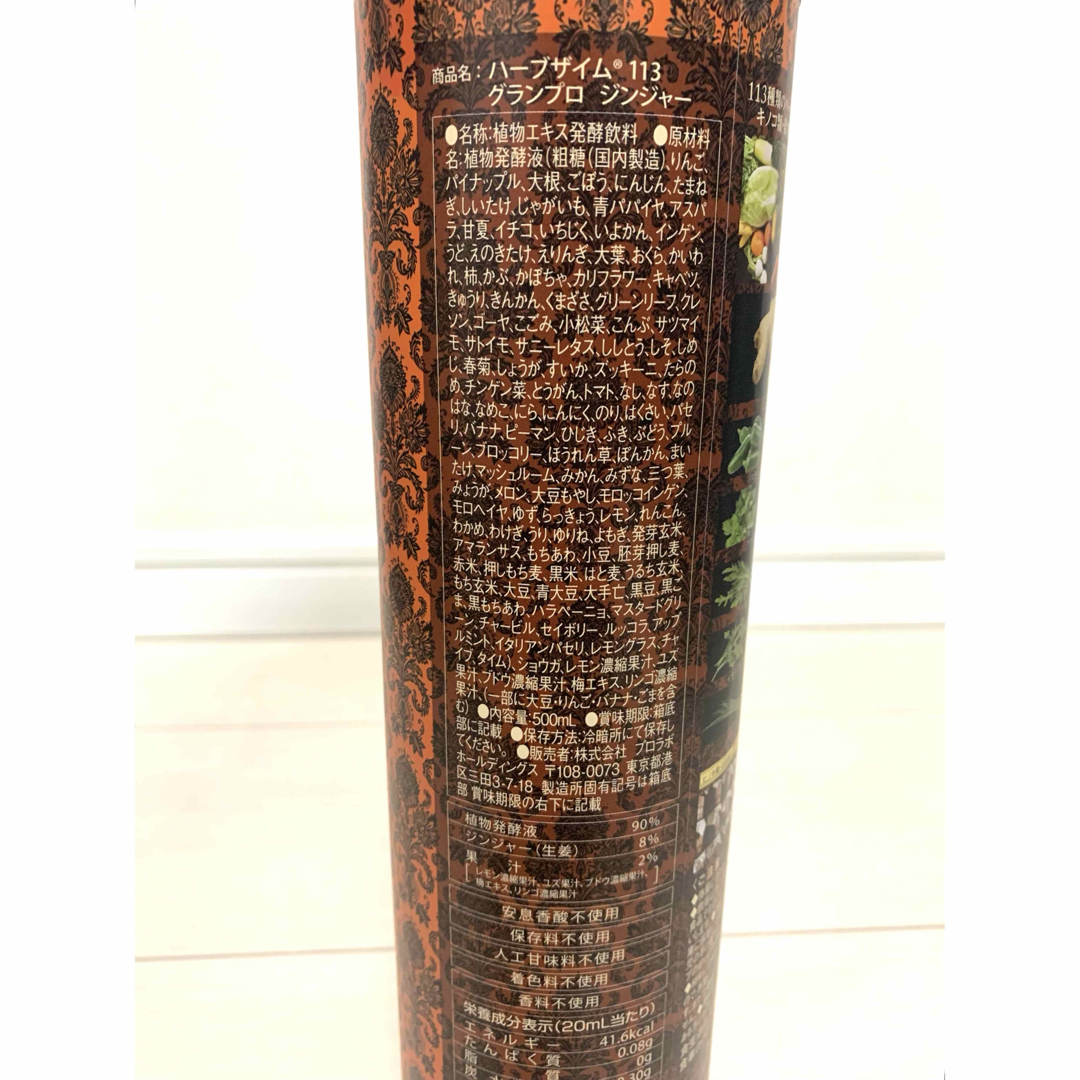 商品名：ハーブザイム® 113
グランプロ ジンジャー
●名称:植物エキス発酵飲料 ●原材料
名:植物発酵液(粗糖(国内製造)、りんご、
パイナップル、大根、ごぼう、にんじん、たまね
ぎ、しいたけ、じゃがいも、青パパイヤ、アスパ
ラ、甘夏、イチゴ、いちじく、いよかん、インゲン、
うど、えのきたけ、えりんぎ、大葉、おくら、かいわ
れ、柿、かぶ、かぼちゃ、カリフラワー、キャベツ、
きゅうり、きんかん、くまざさ、グリーンリーフ、クレ
ソン、ゴーヤ、こごみ、小松菜、こんぶ、サツマイ
モ、サトイモ、サニーレタス、ししとう、しそ、しめ
じ、春菊、しょうが、すいか、ズッキーニ、たらの
め、チンゲン菜、とうがん、トマト、なし、なす、なの
はな、なめこ、にら、にんにく、のり、はくさい、パセ
リ、バナナ、ピーマン、ひじき、ふき、ぶどう、プル
ーン、ブロッコリー、ほうれん草、ぽんかん、まい
たけ、マッシュルーム、みかん、みずな、三つ葉、
みょうが、メロン、大豆もやし、モロッコインゲン、
モロヘイヤ、ゆず、らっきょう、レモン、れんこん、
わかめ、わけぎ、うり、ゆりね、よもぎ、発芽玄米、
アマランサス、もちあわ、小豆、胚芽押し麦、
赤米、押しもち麦、黒米、はと麦、うるち玄米、
もち玄米、大豆、青大豆、大手亡、黒豆、黒ご
ま、黒もちあわ、ハラペーニョ、マスタードグリ
ーン、チャービル、セイボリー、ルッコラ、アップ
ルミント、イタリアンパセリ、レモングラス、チャ
イブ、タイム)、ショウガ、レモン濃縮果汁、ユズ
果汁、ブドウ濃縮果汁、梅エキス、リンゴ濃縮
果汁、(一部に大豆・りんご・バナナ・ごまを含
む) ●内容量:500mL ●賞味期限:箱底
部に記載 ●保存方法:冷暗所にて保存し
てください。 ●販売者:株式会社 プロラボ
ホールディングス 〒108-0073 東京都港
区三田3-7-18 製造所固有記号は箱底
部 賞味期限の右下に記載
植物発酵液 90%
ジンジャー(生姜) 8%
果汁 2%
[レモン濃縮果汁、ユズ果汁、ブドウ濃縮果汁、
梅エキス、リンゴ濃縮果汁]
安息香酸不使用
保存料不使用
人工甘味料不使用
着色料不使用
香料不使用
栄養成分表示(20mL当たり)
エネルギー 41.6kcal
たんぱく質 0.08g
脂質 0g
113種類の
キノコ